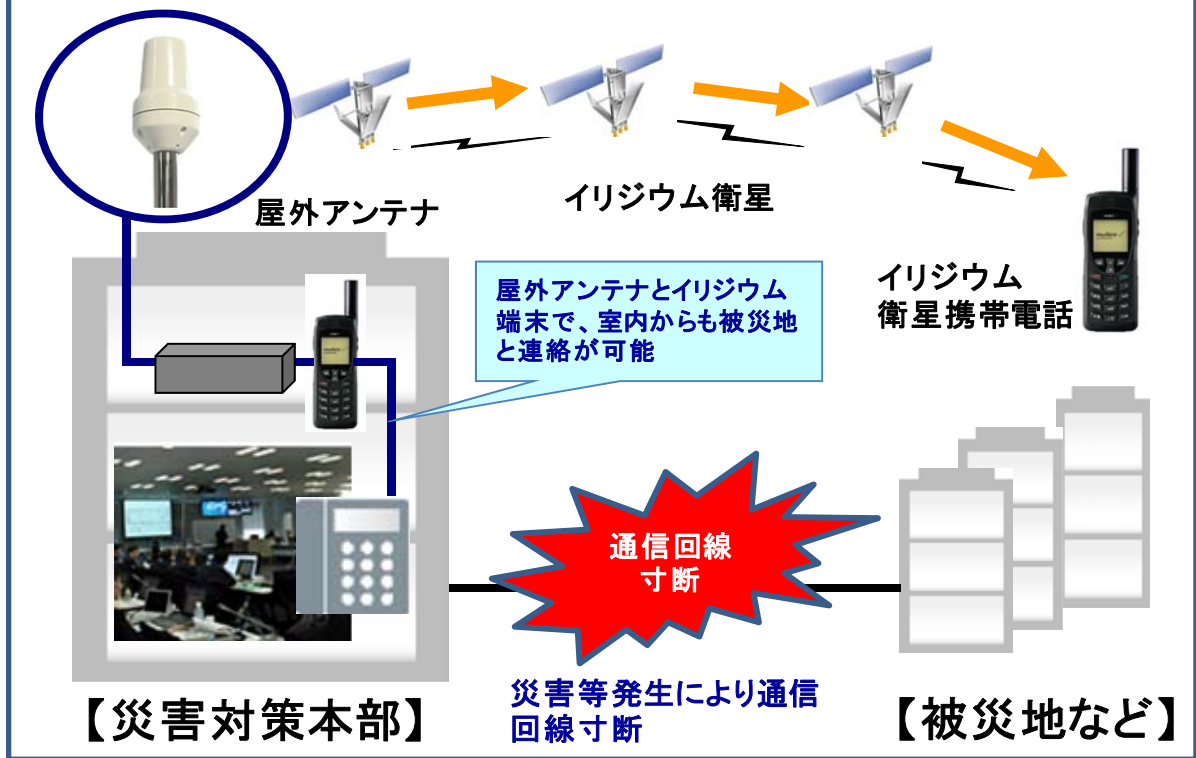 屋外アンテナ
イリジウム衛星
イリジウム
衛星携帯電話
屋外アンテナとイリジウム
端末で、室内からも被災地
と連絡が可能
通信回線
寸断
災害等発生により通信
回線寸断
【災害対策本部】
【被災地など】